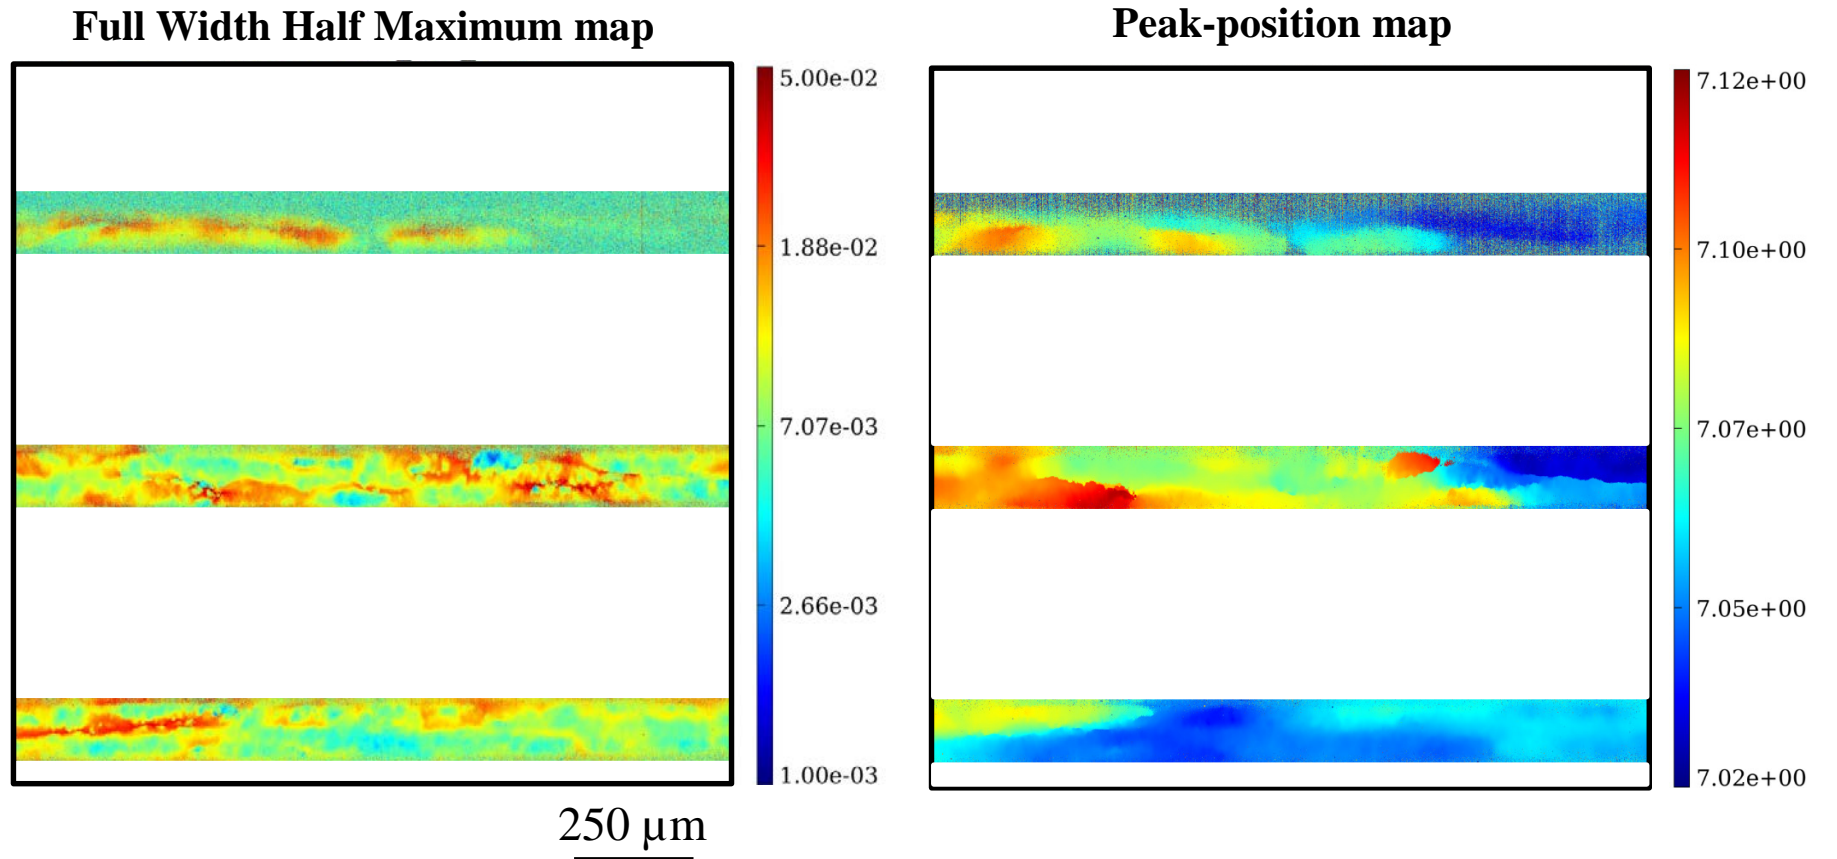 Full Width Half Maximum map
Peak-position map
5.00e-02
1.88e-02
7.07e-03
2.66e-03
1.00e-03
7.12e+00
7.10e+00
7.07e+00
7.05e+00
7.02e+00
250 μm